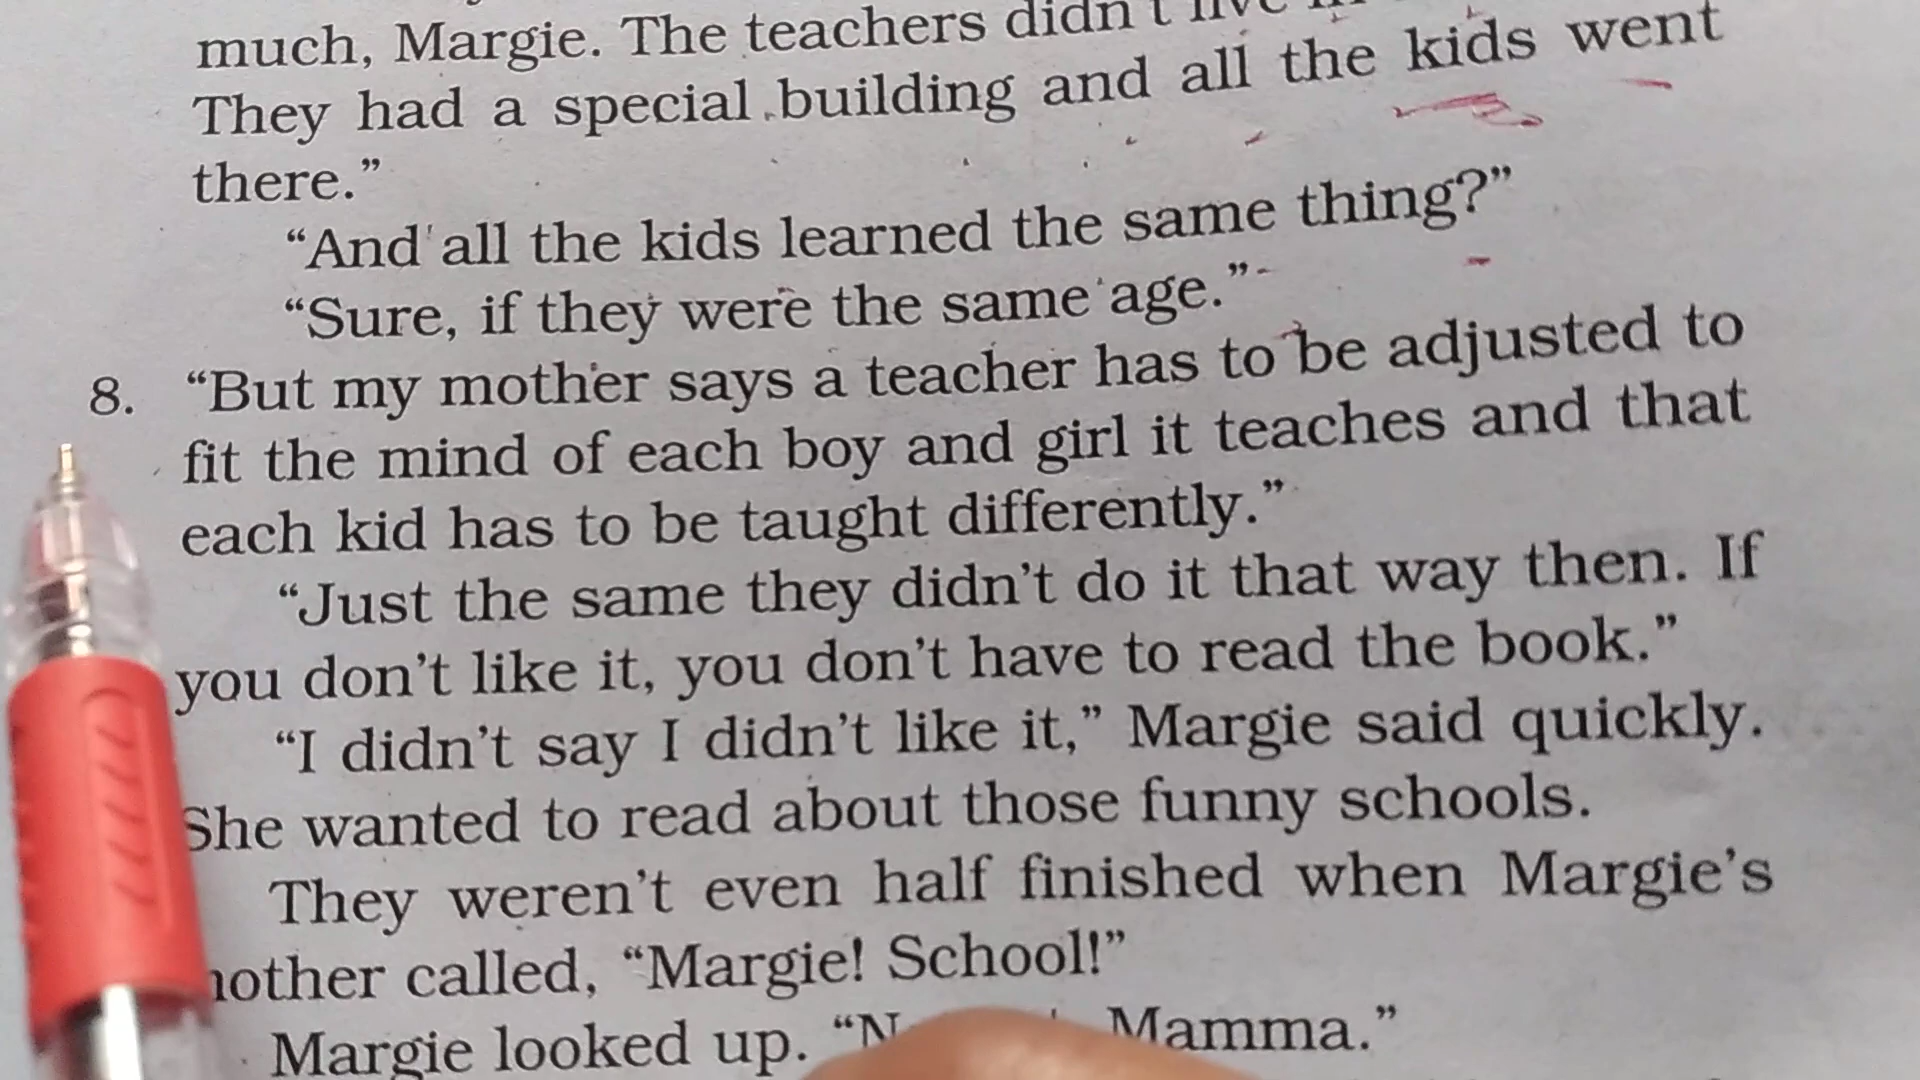 much, Margie. The teachers didn't live
They had a special building and all the kids went
there.”
“And all the kids learned the same thing?”
“Sure, if they were the same age.”
8. “But my mother says a teacher has to be adjusted to
fit the mind of each boy and girl it teaches and that
each kid has to be taught differently.”
“Just the same they didn't do it that way then. If
you don't like it, you don't have to read the book.”
“I didn't say I didn't like it,” Margie said quickly.
She wanted to read about those funny schools.
They weren't even half finished when Margie's
mother called, “Margie! School!”
Margie looked up. “ Mamma.”